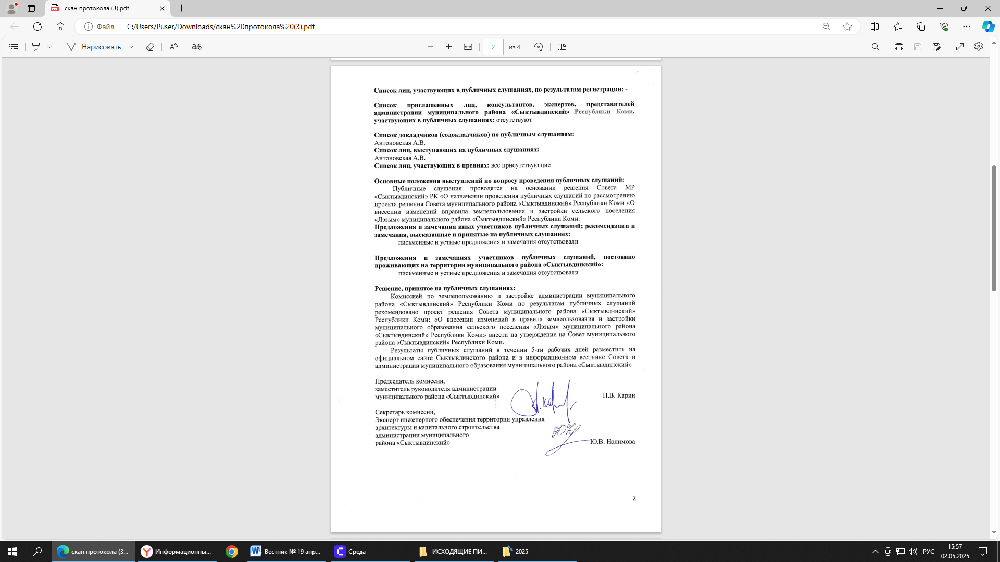 скан протокола (3).pdf
Файл
C:/Users/Puser/Downloads/скан%20протокола%20(3).pdf
Нарисовать
2
из 4
Список лиц, участвующих в публичных слушаниях, по результатам регистрации: -
Список приглашенных лиц, консультантов, экспертов, представителей
администрации муниципального района «Сыктывдинский» Республики Коми,
участвующих в публичных слушаниях: отсутствуют
Список докладчиков (содокладчиков) по публичным слушаниям:
Антоновская А.В.
Список лиц, выступающих на публичных слушаниях:
Антоновская А.В.
Список лиц, участвующих в прениях: все присутствующие
Основные положения выступлений по вопросу проведения публичных слушаний:
Публичные слушания проводятся на основании решения Совета МР
«Сыктывдинский» РК «О назначении проведения публичных слушаний по рассмотрению
проекта решения Совета муниципального района «Сыктывдинский» Республики Коми «О
внесении изменений вправила землепользования и застройки сельского поселения
«Лэзым» муниципального района «Сыктывдинский» Республики Коми.
Предложения и замечания иных участников публичных слушаний; рекомендации и
замечания, высказанные и принятые на публичных слушаниях:
письменные и устные предложения и замечания отсутствовали
Предложения и замечаниях участников публичных слушаний, постоянно
проживающих на территории муниципального района «Сыктывдинский»:
письменные и устные предложения и замечания отсутствовали
Решение, принятое на публичных слушаниях:
Комиссией по землепользованию и застройке администрации муниципального
района «Сыктывдинский» Республики Коми по результатам публичных слушаний
рекомендовано проект решения Совета муниципального района «Сыктывдинский»
Республики Коми: «О внесении изменений в правила землеользования и застройки
муниципального образования сельского поселения «Лэзым» муниципального района
«Сыктывдинский» Республики Коми» внести на утверждение на Совет муниципального
района «Сыктывдинский» Республики Коми.
Результаты публичных слушаний в течении 5-ти рабочих дней разместить на
официальном сайте Сыктывдинского района и в информационном вестнике Совета и
администрации муниципального образования муниципального района «Сыктывдинский»
Председатель комиссии,
заместитель руководителя администрации
муниципального района «Сыктывдинский»
П.В. Карин
Секретарь комиссии,
Эксперт инженерного обеспечения территории управления
архитектуры и капитального строительства
администрации муниципального
района «Сыктывдинский»
Ю.В. Налимова
2
скан протокола (3...
Информационны...
Вестник № 19 апр...
Среда
ИСХОДЯЩИЕ ПИ...
2025
РУС
15:57
02.05.2025